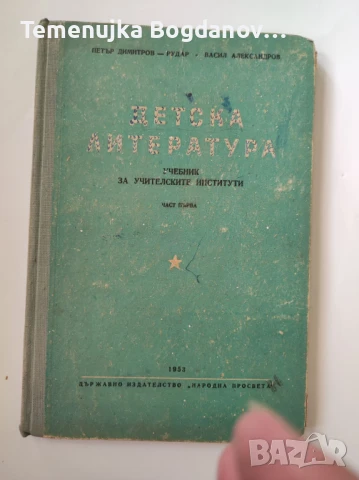 Temenujka Bogdanov...
ПЕТЪР ДИМИТРОВ — РУДАР · ВАСИЛ АЛЕКСАНДРОВ
ДЕТСКА
ЛИТЕРАТУРА
УЧЕБНИК
ЗА УЧИТЕЛСКИТЕ ИНСТИТУТИ
ЧАСТ ПЪРВА
1953
ДЪРЖАВНО ИЗДАТЕЛСТВО „НАРОДНА ПРОСВЕТА“
BAZAR
bg